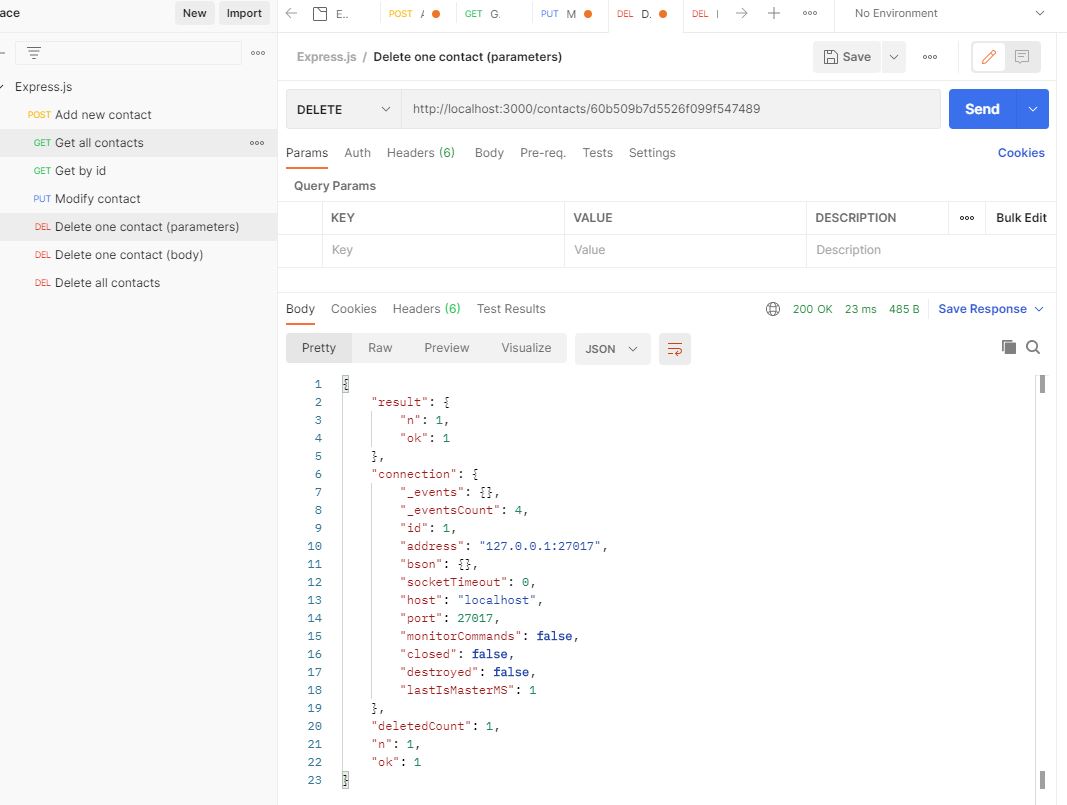 ace
New Import
E..
POST
GET G.
PUT M
DEL D.
DEL
No Environment
Express.js / Delete one contact (parameters)
Save
Express.js
POST Add new contact
GET Get all contacts
GET Get by id
PUT Modify contact
DEL Delete one contact (parameters)
DEL Delete one contact (body)
DEL Delete all contacts
DELETE http://localhost:3000/contacts/60b509b7d5526f099f547489
Send
Params Auth Headers (6) Body Pre-req. Tests Settings Cookies
Query Params
KEY VALUE DESCRIPTION Bulk Edit
Key Value Description
Body Cookies Headers (6) Test Results 200 OK 23 ms 485 B Save Response
Pretty Raw Preview Visualize JSON
1 {
2 "result": {
3 "n": 1,
4 "ok": 1
5 },
6 "connection": {
7 "_events": {},
8 "_eventsCount": 4,
9 "id": 1,
10 "address": "127.0.0.1:27017",
11 "bson": {},
12 "socketTimeout": 0,
13 "host": "localhost",
14 "port": 27017,
15 "monitorCommands": false,
16 "closed": false,
17 "destroyed": false,
18 "lastIsMasterMS": 1
19 },
20 "deletedCount": 1,
21 "n": 1,
22 "ok": 1
23 }